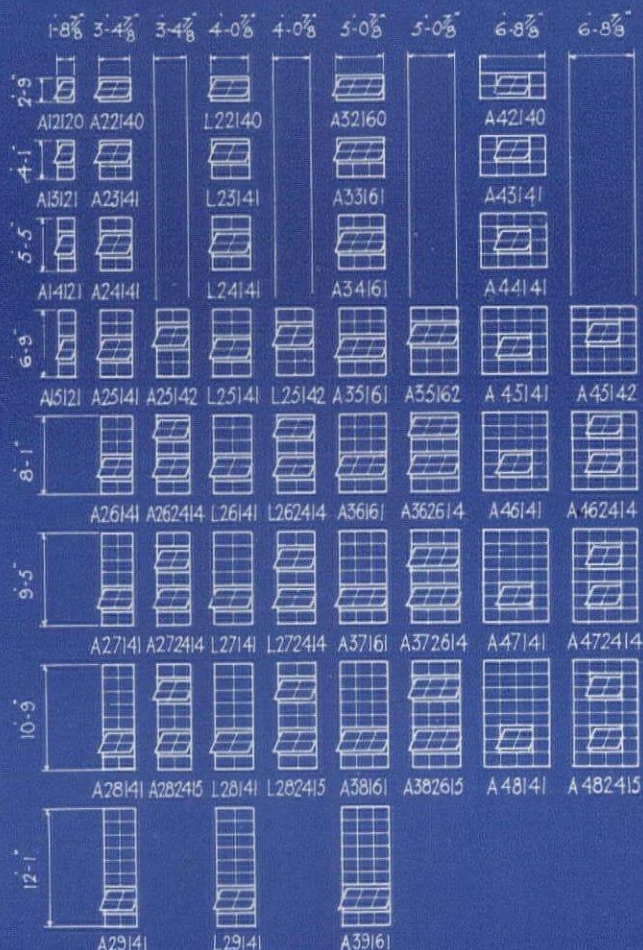 1'-8⅞" 3'-4⅞" 3'-4⅞" 4'-0⅞" 4'-0⅞" 5'-0⅞" 5'-0⅞" 6'-8⅞" 6'-8⅞"
2'-9"
A12120 A22140 L22140 A32160 A42140
4'-1"
A13121 A23141 L23141 A33161 A43141
5'-5"
A14121 A24141 L24141 A34161 A44141
6'-9"
A15121 A25141 A25142 L25141 L25142 A35161 A35162 A45141 A45142
8'-1"
A26141 A262414 L26141 L262414 A36161 A362614 A46141 A462414
9'-5"
A27141 A272414 L27141 L272414 A37161 A372614 A47141 A472414
10'-9"
A28141 A282415 L28141 L282415 A38161 A382615 A48141 A482415
12'-1"
A29141 L29141 A39161